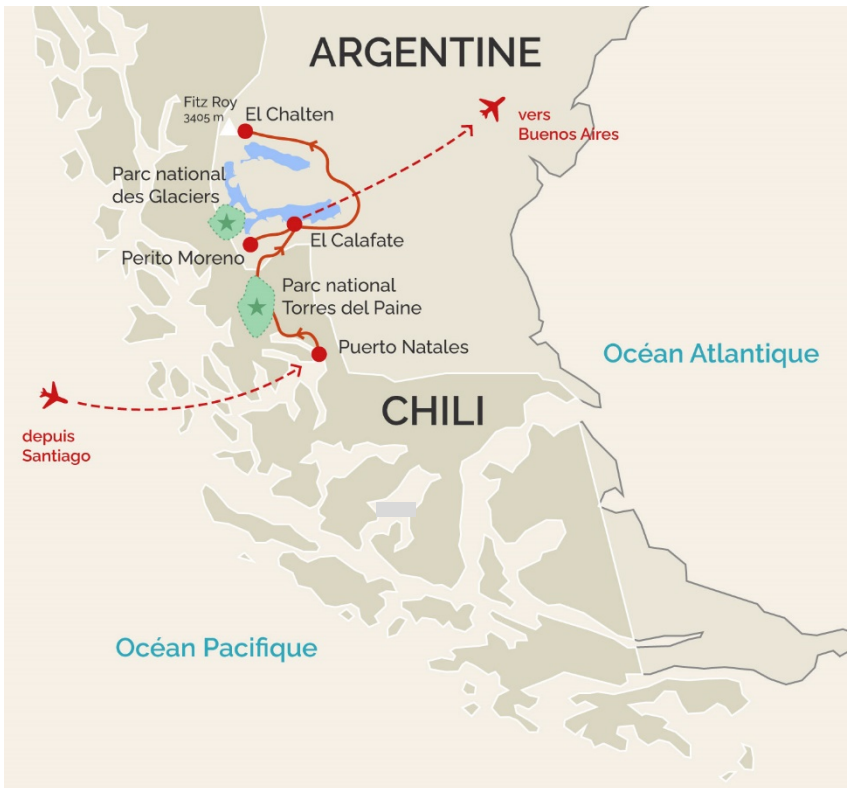 ARGENTINE
Fitz Roy
3405 m
El Chalten
vers
Buenos Aires
Parc national
des Glaciers
El Calafate
Perito Moreno
Parc national
Torres del Paine
Puerto Natales
Océan Atlantique
CHILI
depuis
Santiago
Océan Pacifique